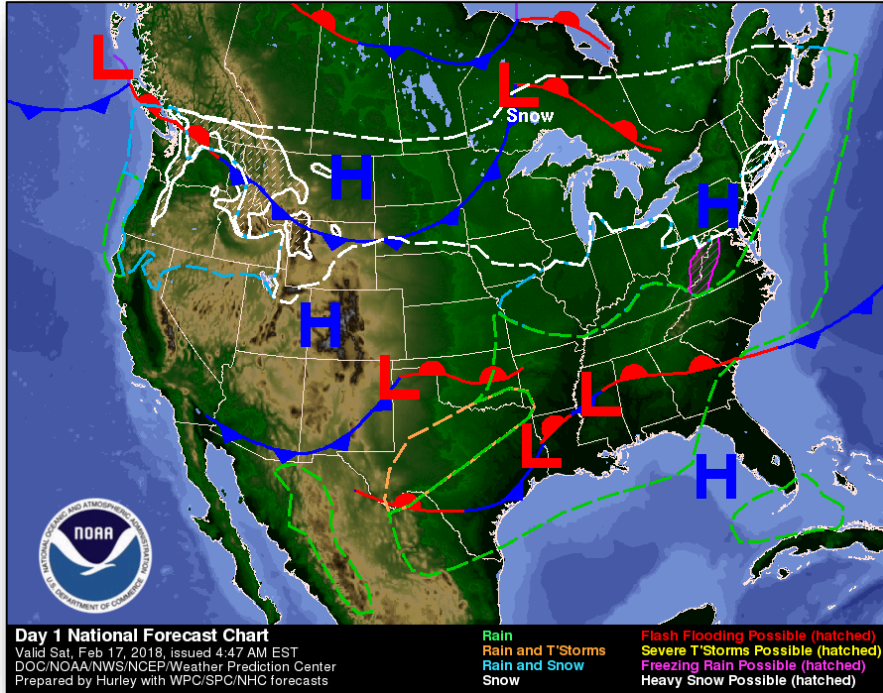 L
L
Snow
H
H
H
L
L
L
H
NATIONAL OCEANIC AND ATMOSPHERIC ADMINISTRATION
NOAA
U.S. DEPARTMENT OF COMMERCE
Day 1 National Forecast Chart
Valid Sat, Feb 17, 2018, issued 4:47 AM EST
DOC/NOAA/NWS/NCEP/Weather Prediction Center
Prepared by Hurley with WPC/SPC/NHC forecasts
Rain
Rain and T'Storms
Rain and Snow
Snow
Flash Flooding Possible (hatched)
Severe T'Storms Possible (hatched)
Freezing Rain Possible (hatched)
Heavy Snow Possible (hatched)